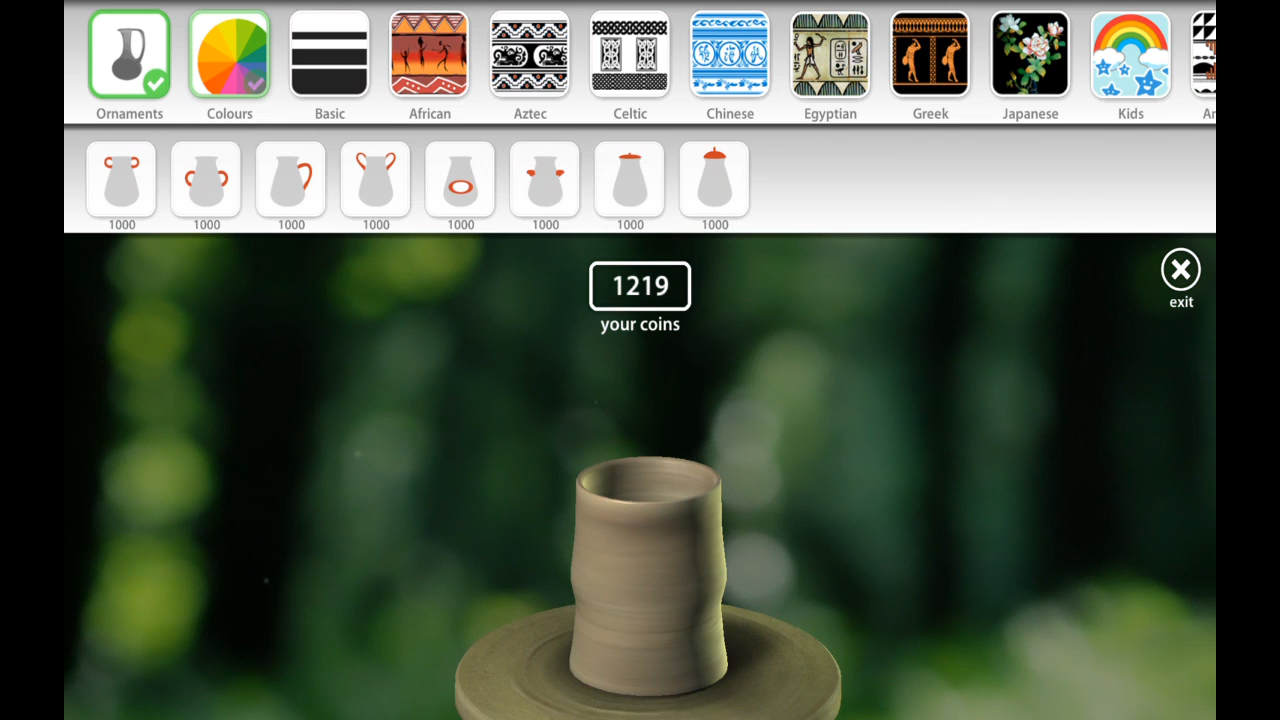 Ornaments
Colours
Basic
African
Aztec
Celtic
Chinese
Egyptian
Greek
Japanese
Kids
1000
1000
1000
1000
1000
1000
1000
1000
1219
your coins
exit